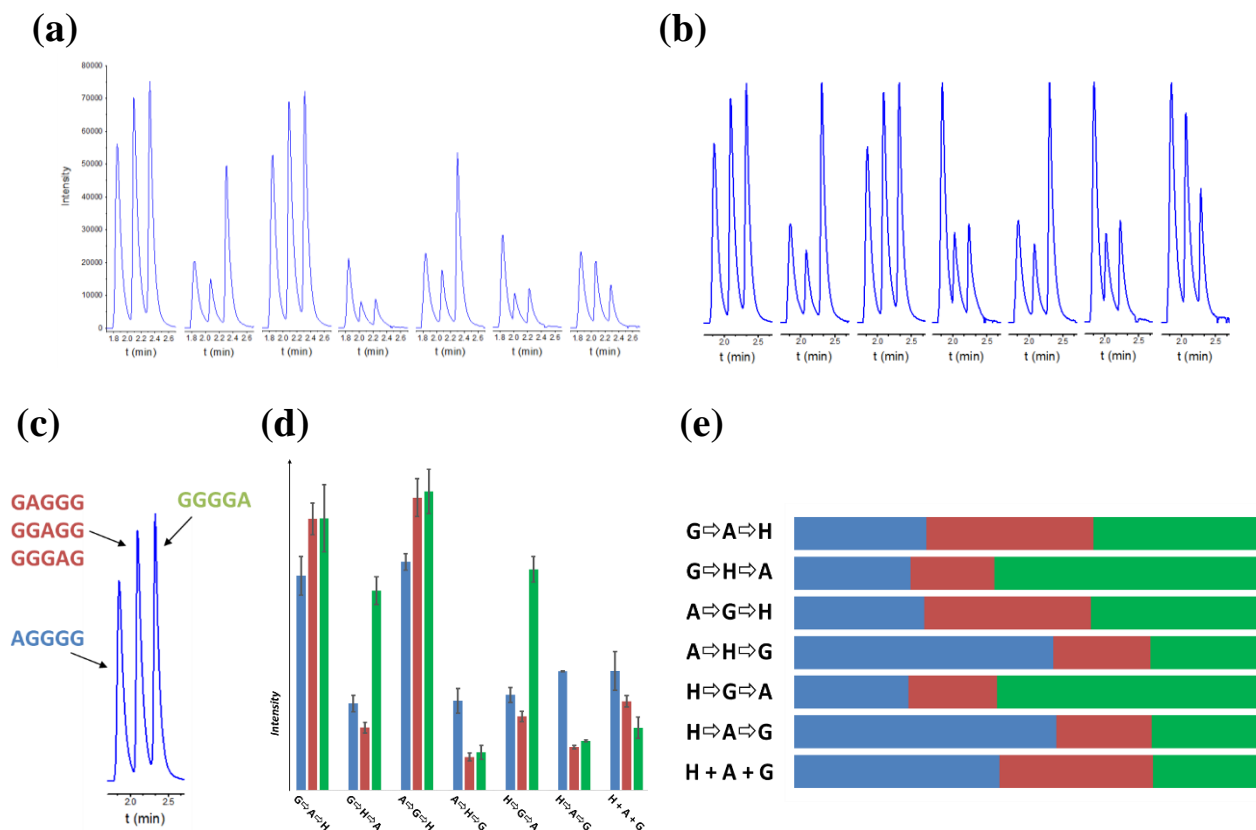 (a)
(b)
80000
70000
60000
50000
40000
30000
20000
10000
0
Intensity
1.8 2.0 2.2 2.4 2.6 1.8 2.0 2.2 2.4 2.6 1.8 2.0 2.2 2.4 2.6 1.8 2.0 2.2 2.4 2.6 1.8 2.0 2.2 2.4 2.6 1.8 2.0 2.2 2.4 2.6 1.8 2.0 2.2 2.4 2.6
t (min) t (min) t (min) t (min) t (min) t (min) t (min)
2.0 2.5 2.0 2.5 2.0 2.5 2.0 2.5 2.0 2.5 2.0 2.5 2.0 2.5
t (min) t (min) t (min) t (min) t (min) t (min) t (min)
(c)
GAGGG
GGAGG
GGGAG
GGGGA
AGGGG
2.0 2.5
t (min)
(d)
Intensity
G⇨A⇨H
G⇨H⇨A
A⇨G⇨H
A⇨H⇨G
H⇨G⇨A
H⇨A⇨G
H + A + G
(e)
G⇨A⇨H
G⇨H⇨A
A⇨G⇨H
A⇨H⇨G
H⇨G⇨A
H⇨A⇨G
H + A + G